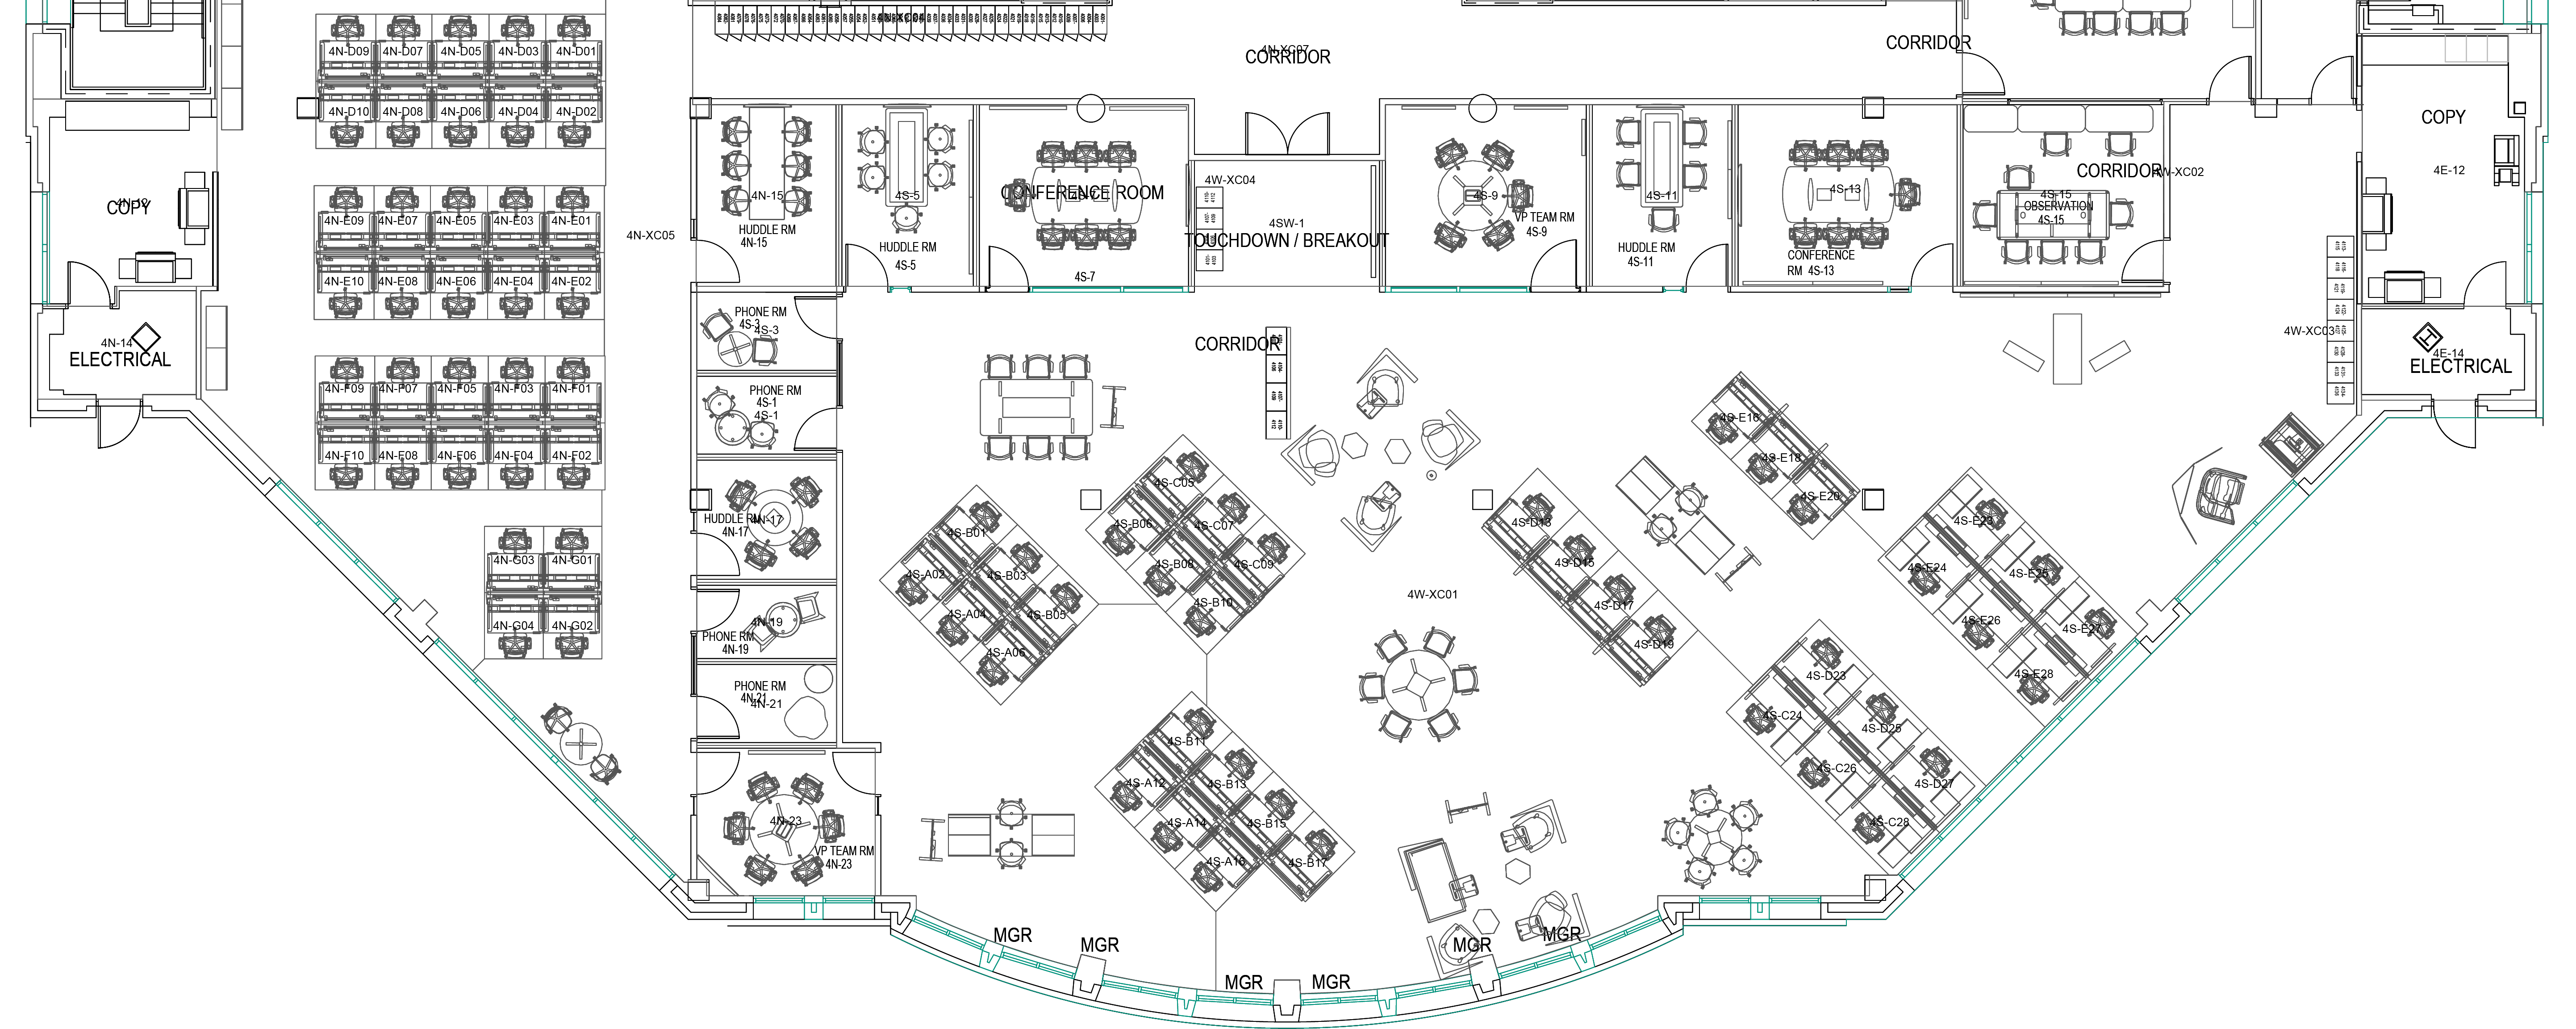 4N-XC04
4N-XC07
CORRIDOR
CORRIDOR
4N-D09
4N-D07
4N-D05
4N-D03
4N-D01
4N-D10
4N-D08
4N-D06
4N-D04
4N-D02
COPY
4E-12
4N-12
COPY
4N-E09
4N-E07
4N-E05
4N-E03
4N-E01
4N-E10
4N-E08
4N-E06
4N-E04
4N-E02
4N-XC05
4N-15
HUDDLE RM
4N-15
4S-5
HUDDLE RM
4S-5
CONFERENCE ROOM
4S-7
4W-XC04
4SW-1
TOUCHDOWN / BREAKOUT
4S-9
VP TEAM RM
4S-9
4S-11
HUDDLE RM
4S-11
4S-13
CONFERENCE
RM 4S-13
CORRIDOR
4W-XC02
4S-15
OBSERVATION
4S-15
4N-14
ELECTRICAL
PHONE RM
4S-3
4S-3
CORRIDOR
4W-XC03
4E-14
ELECTRICAL
4N-F09
4N-F07
4N-F05
4N-F03
4N-F01
4N-F10
4N-F08
4N-F06
4N-F04
4N-F02
PHONE RM
4S-1
4S-1
4S-E16
4S-E18
4S-E20
HUDDLE RM
4N-17
4N-17
4S-C05
4S-B06
4S-C07
4S-B08
4S-C09
4S-B10
4S-B01
4S-A02
4S-B03
4S-A04
4S-B05
4S-A06
4S-D13
4S-D15
4S-D17
4S-D19
4S-E23
4S-E24
4S-E25
4S-E26
4S-E27
4S-E28
4N-G03
4N-G01
4N-G04
4N-G02
4W-XC01
4N-19
PHONE RM
4N-19
PHONE RM
4N-21
4N-21
4S-D23
4S-C24
4S-D25
4S-C26
4S-D27
4S-C28
4S-B11
4S-A12
4S-B13
4S-A14
4S-B15
4S-A16
4S-B17
4N-23
VP TEAM RM
4N-23
MGR
MGR
MGR
MGR
MGR
MGR